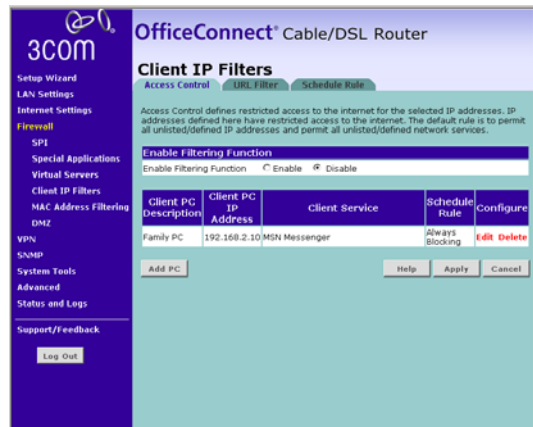 3COM
OfficeConnect® Cable/DSL Router
Client IP Filters
Access Control URL Filter Schedule Rule
Setup Wizard
LAN Settings
Internet Settings
Firewall
SPI
Special Applications
Virtual Servers
Client IP Filters
MAC Address Filtering
DMZ
VPN
SNMP
System Tools
Advanced
Status and Logs
Support/Feedback
Log Out
Access Control defines restricted access to the internet for the selected IP addresses. IP
addresses defined here have restricted access to the internet. The default rule is to permit
all unlisted/defined IP addresses and permit all unlisted/defined network services.
Enable Filtering Function
Enable Filtering Function Enable Disable
Client PC Description Client PC IP Address Client Service Schedule Rule Configure
Family PC 192.168.2.10 MSN Messenger Always Blocking Edit Delete
Add PC Help Apply Cancel